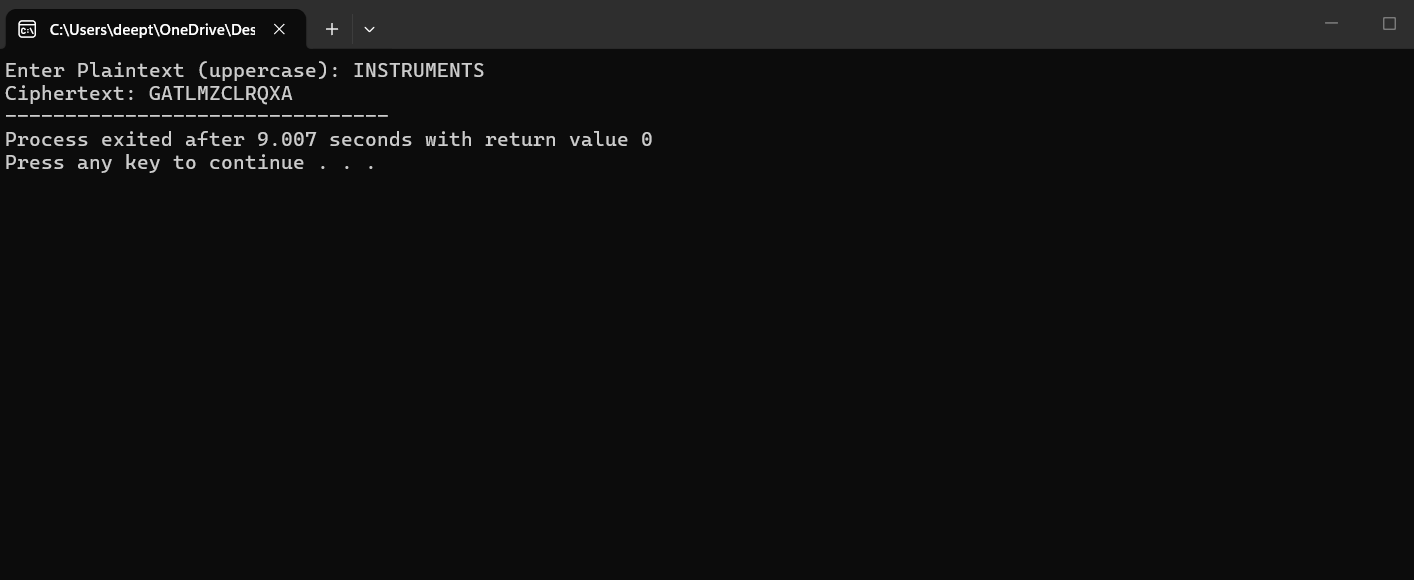 C:\Users\deept\OneDrive\Des
Enter Plaintext (uppercase): INSTRUMENTS
Ciphertext: GATLMZCLRQXA
--------------------------------
Process exited after 9.007 seconds with return value 0
Press any key to continue . . .